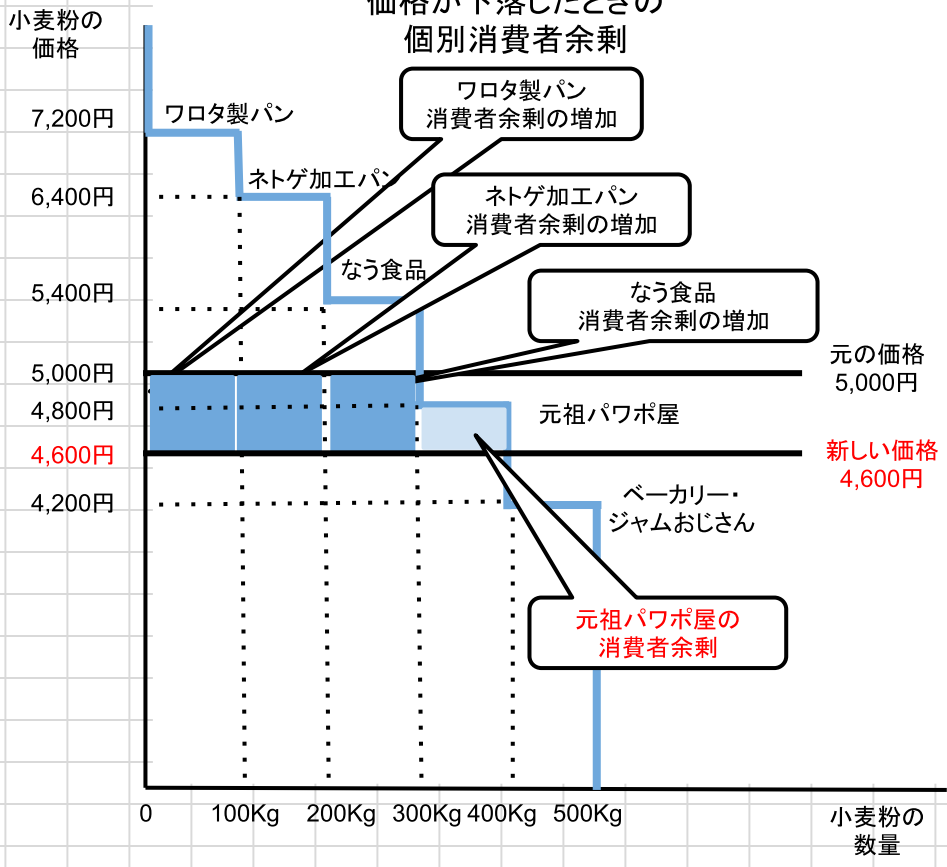 価格が下落したときの
個別消費者余剰
小麦粉の
価格
7,200円
6,400円
5,400円
5,000円
4,800円
4,600円
4,200円
ワロタ製パン
ネトゲ加工パン
なう食品
元祖パワポ屋
ベーカリー・
ジャムおじさん
ワロタ製パン
消費者余剰の増加
ネトゲ加工パン
消費者余剰の増加
なう食品
消費者余剰の増加
元の価格
5,000円
新しい価格
4,600円
元祖パワポ屋の
消費者余剰
0
100Kg
200Kg
300Kg
400Kg
500Kg
小麦粉の
数量